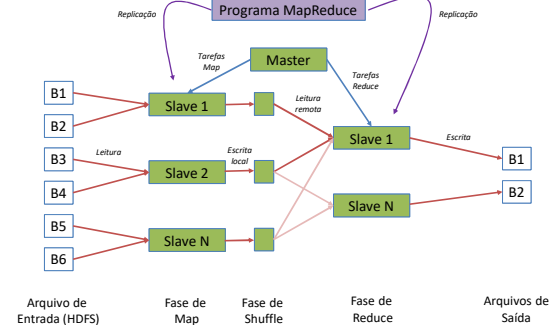 Programa MapReduce
Replicação
Replicação
Tarefas
Map
Master
Tarefas
Reduce
B1
B2
Slave 1
Leitura
remota
Slave 1
Escrita
B3
Leitura
Slave 2
Escrita
local
B1
B4
B2
Slave N
B5
Slave N
B6
Arquivo de
Entrada (HDFS)
Fase de
Map
Fase de
Shuffle
Fase de
Reduce
Arquivos de
Saída